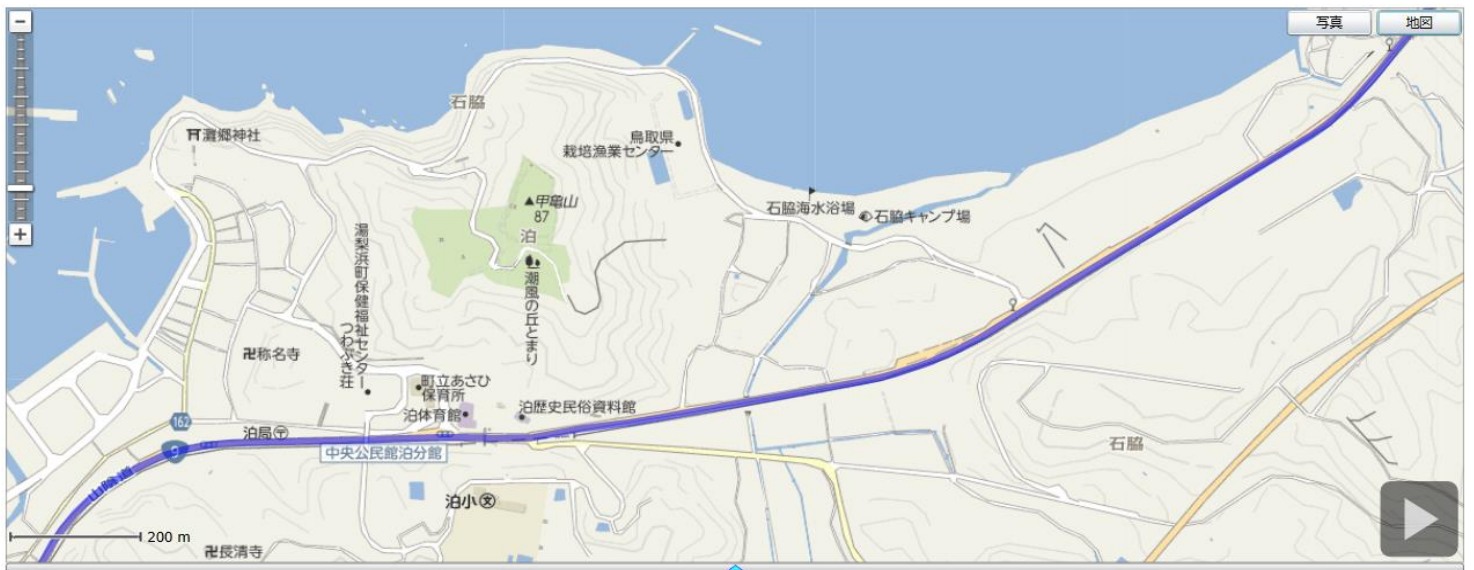 写真
地図
石脇
灘郷神社
鳥取県
栽培漁業センター
甲亀山
87
石脇海水浴場
石脇キャンプ場
泊
潮風の丘とまり
湯梨浜町保健福祉センター
つわぶき荘
称名寺
町立あさひ
保育所
泊体育館
泊歴史民俗資料館
162
泊局
9
中央公民館泊分館
石脇
山陰道
泊小
文
200 m
長清寺